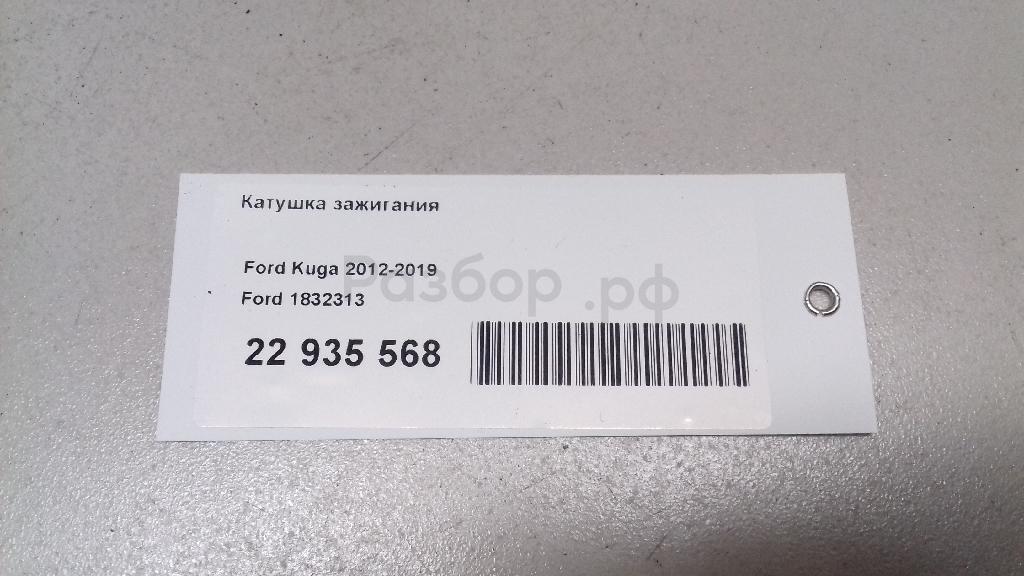 Катушка зажигания
Ford Kuga 2012-2019
Разбор.рф
Ford 1832313
22 935 568